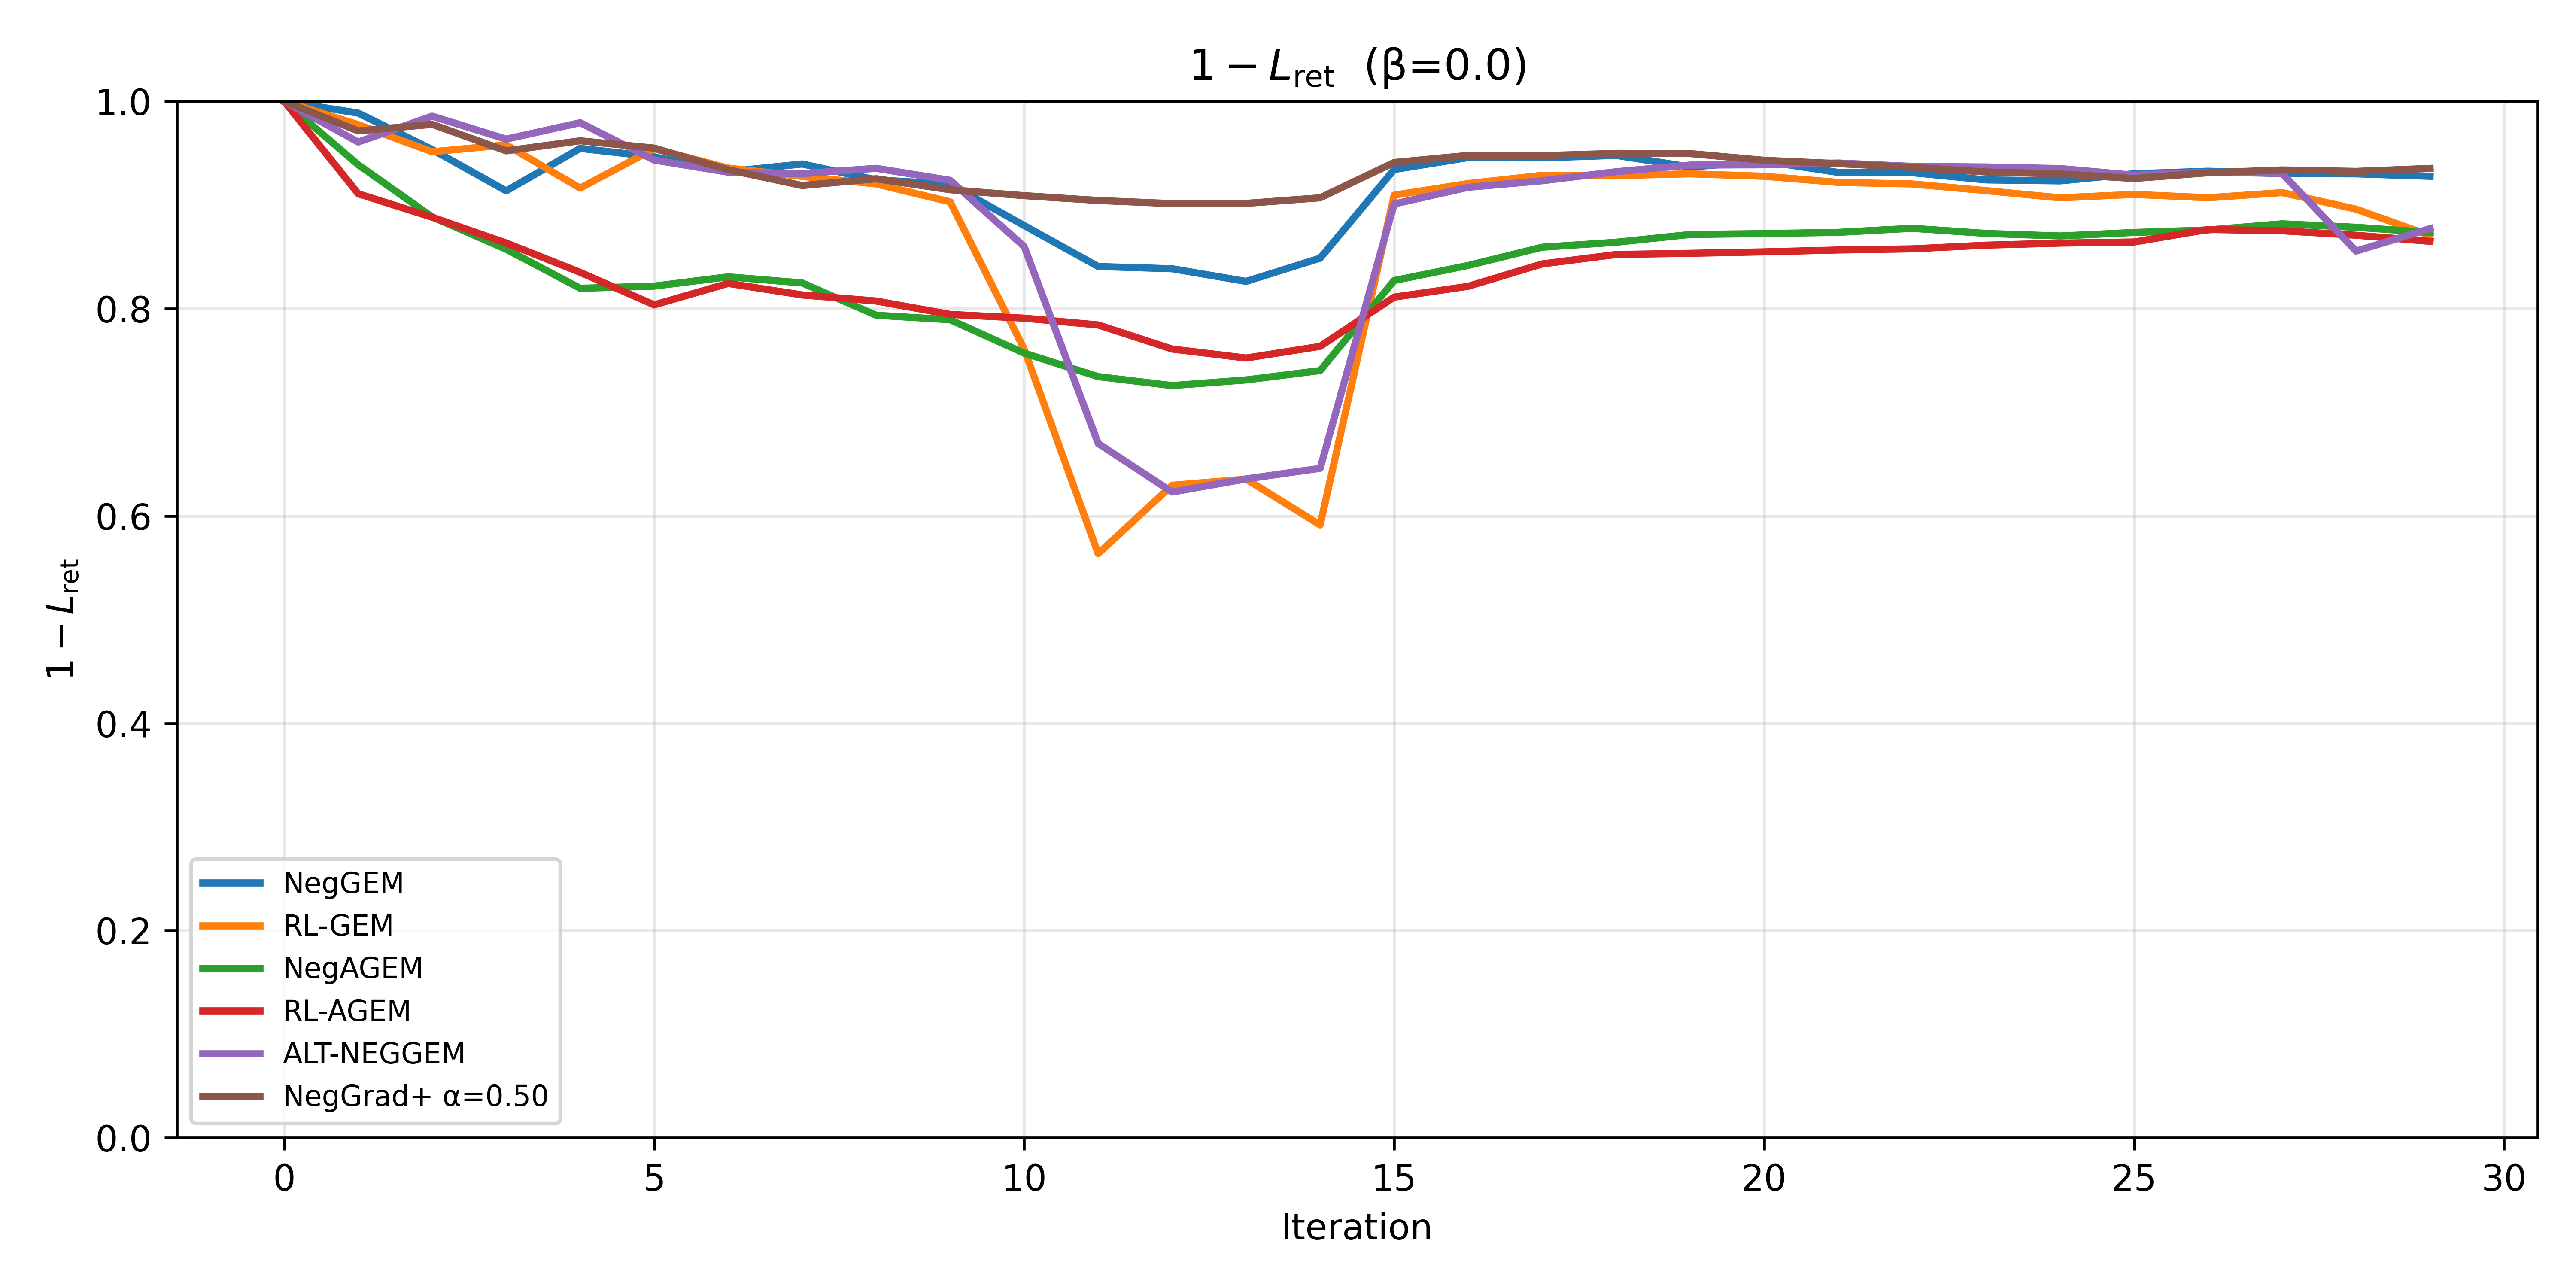 1 − L_ret (β=0.0)
1.0
0.8
0.6
0.4
0.2
0.0
1 − L_ret
NegGEM
RL-GEM
NegAGEM
RL-AGEM
ALT-NEGGEM
NegGrad+ α=0.50
0 5 10 15 20 25 30
Iteration